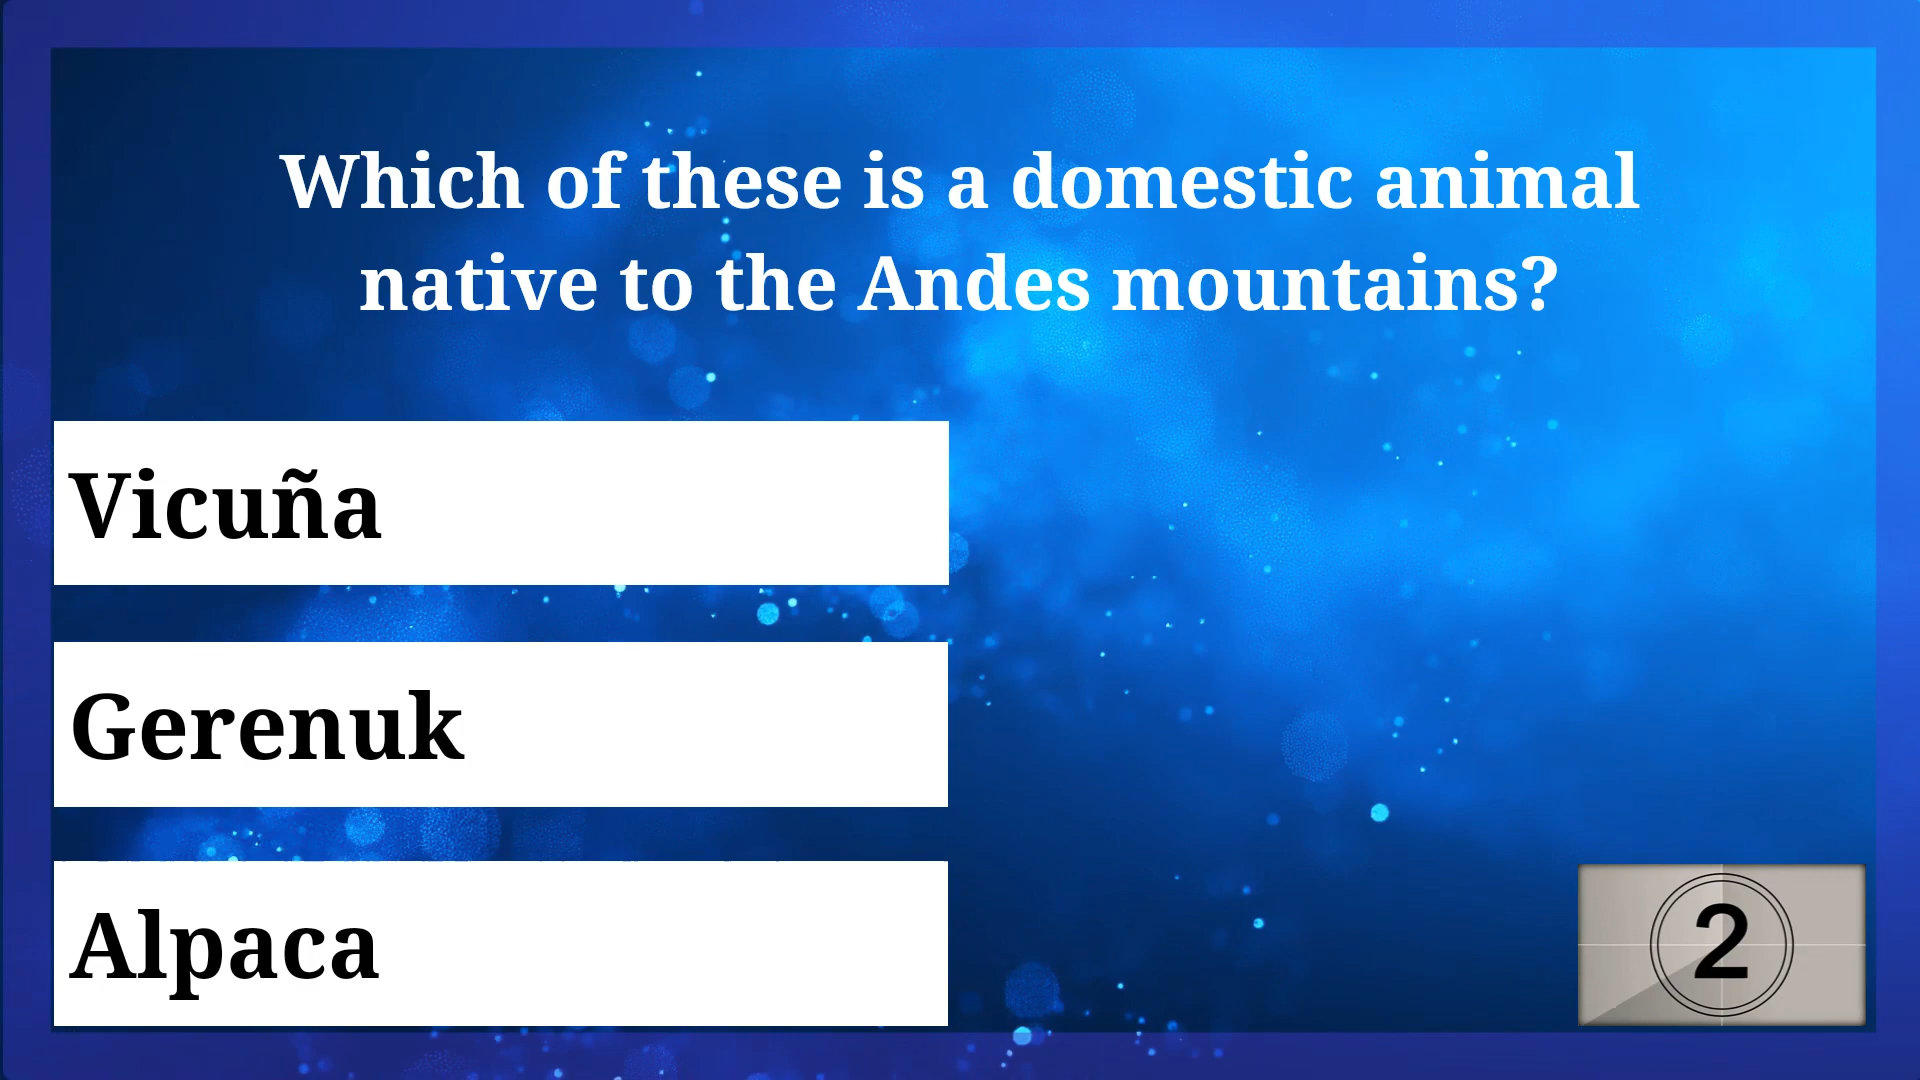 Which of these is a domestic animal
native to the Andes mountains?
Vicuña
Gerenuk
Alpaca
2